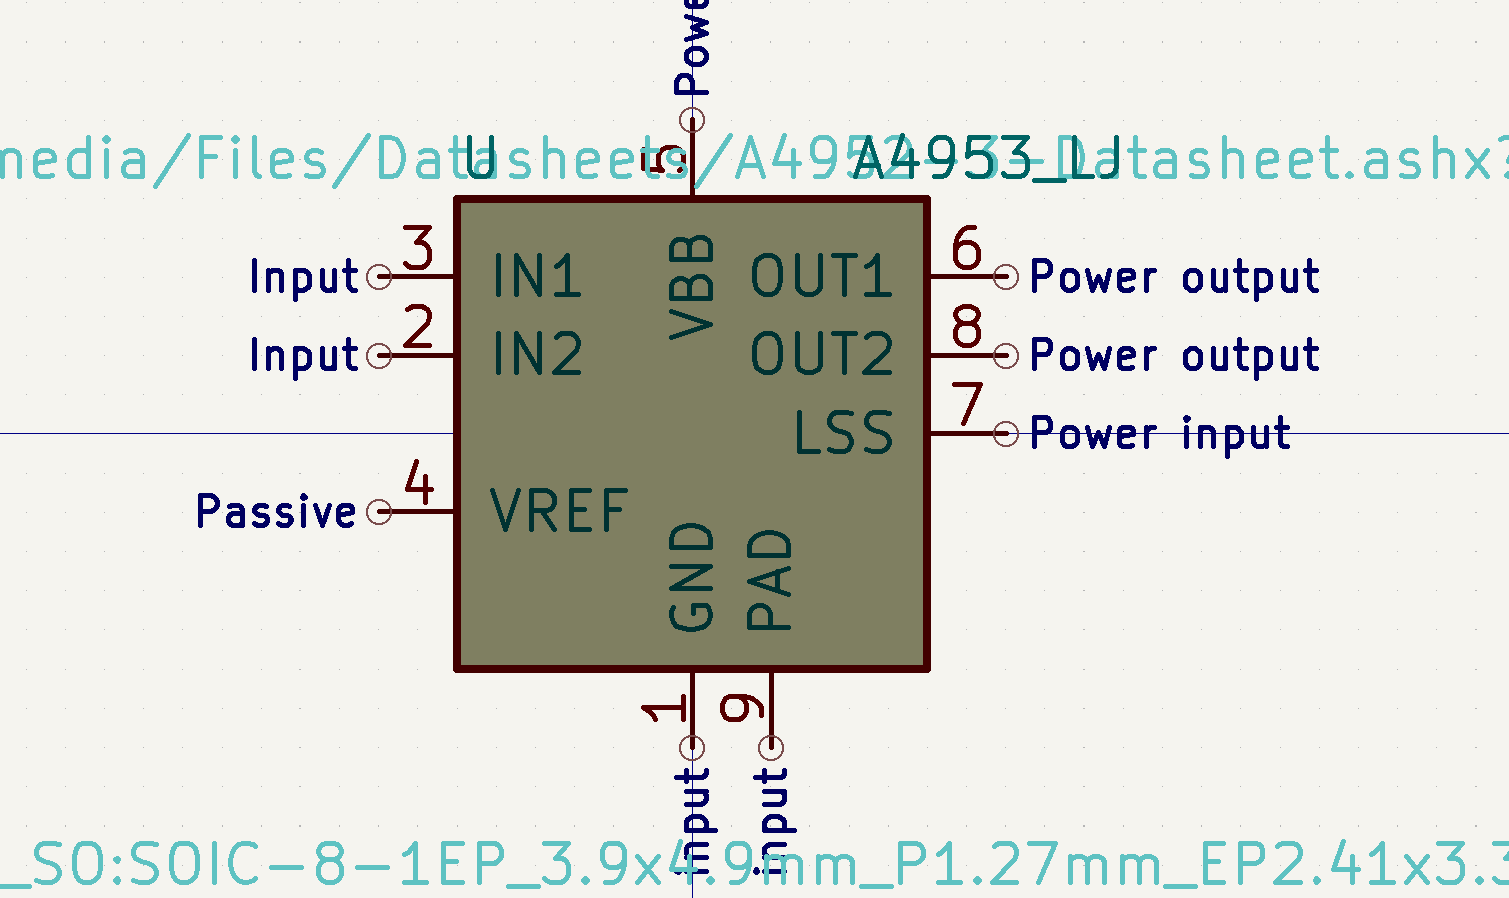 Powe
media/Files/Datasheets/A4952-3-Datasheet.ashx?
U
5
A4953_LJ
Input 3 IN1
VBB
OUT1 6 Power output
Input 2 IN2
OUT2 8 Power output
LSS 7 Power input
Passive 4 VREF
GND
PAD
1
9
input
input
_SO:SOIC-8-1EP_3.9x4.9mm_P1.27mm_EP2.41x3.3